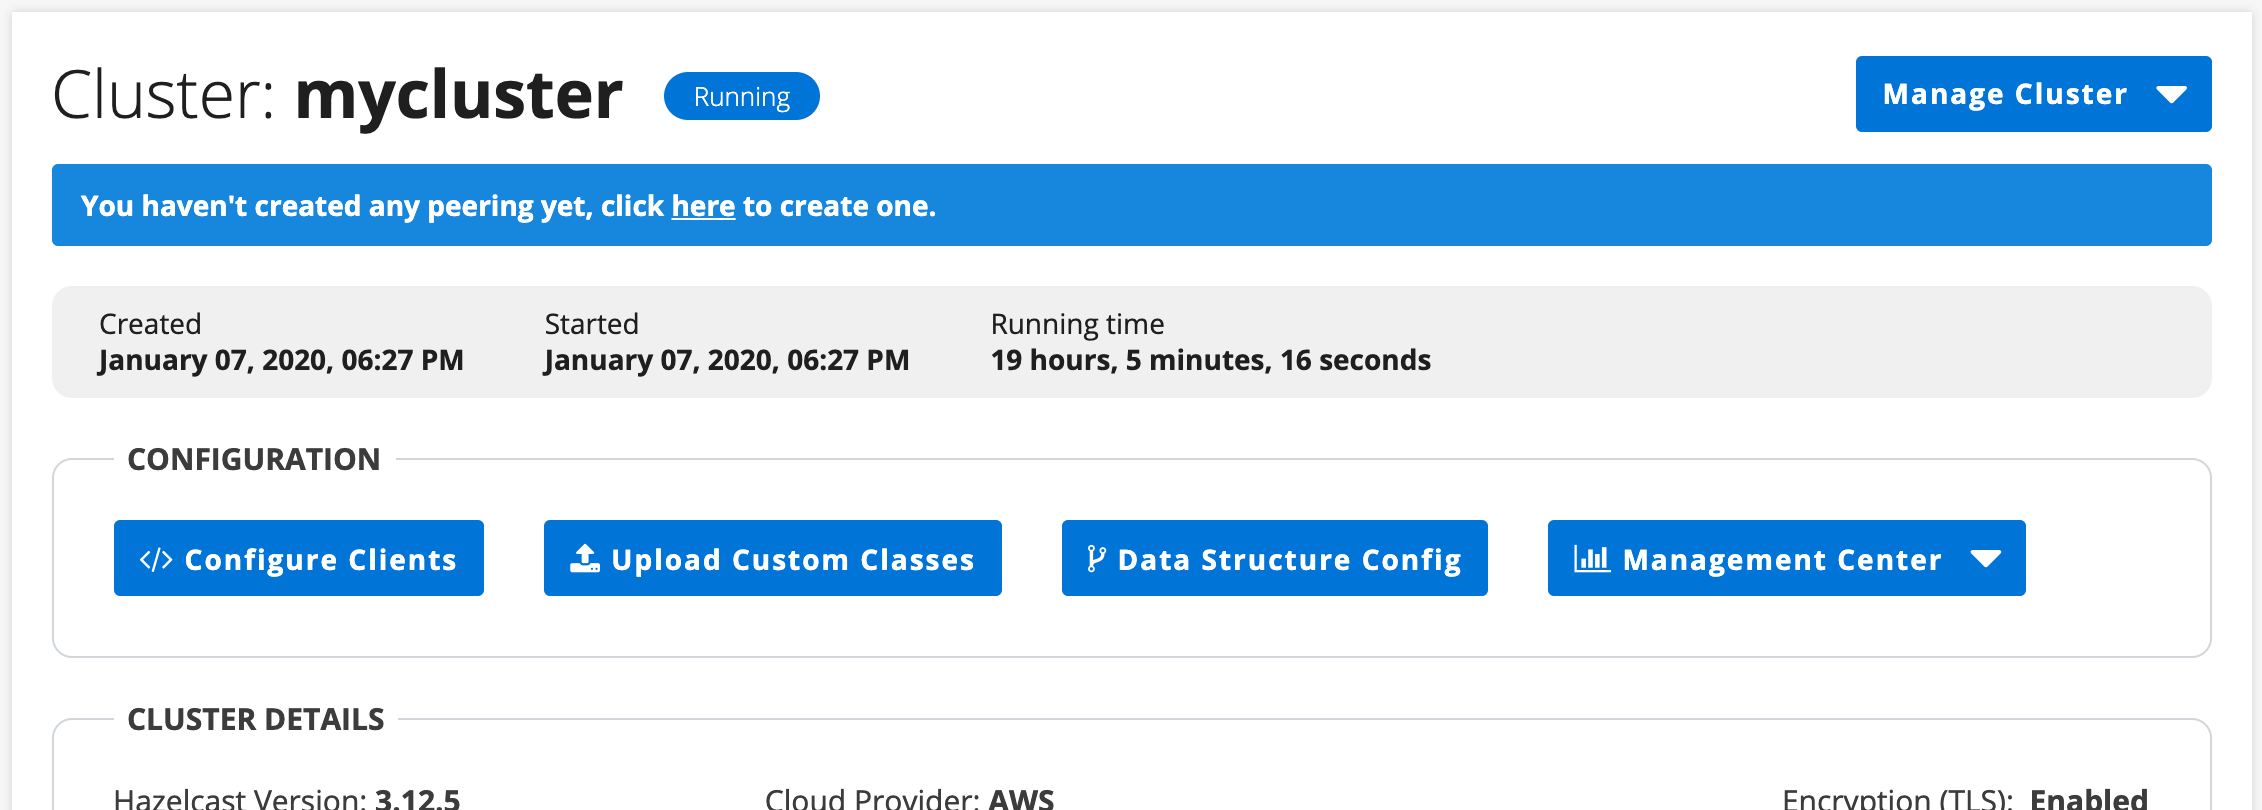 Cluster: mycluster Running Manage Cluster
You haven't created any peering yet, click here to create one.
Created Started Running time
January 07, 2020, 06:27 PM January 07, 2020, 06:27 PM 19 hours, 5 minutes, 16 seconds
CONFIGURATION
</> Configure Clients Upload Custom Classes Data Structure Config Management Center
CLUSTER DETAILS
Hazelcast Version: 3.12.5 Cloud Provider: AWS Encryption (TLS): Enabled